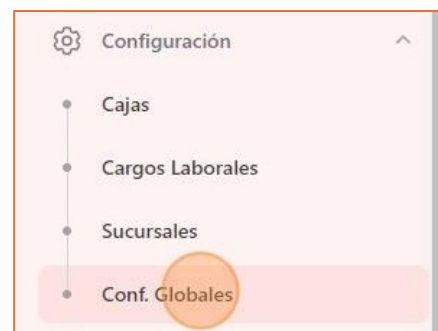 Configuración
Cajas
Cargos Laborales
Sucursales
Conf. Globales